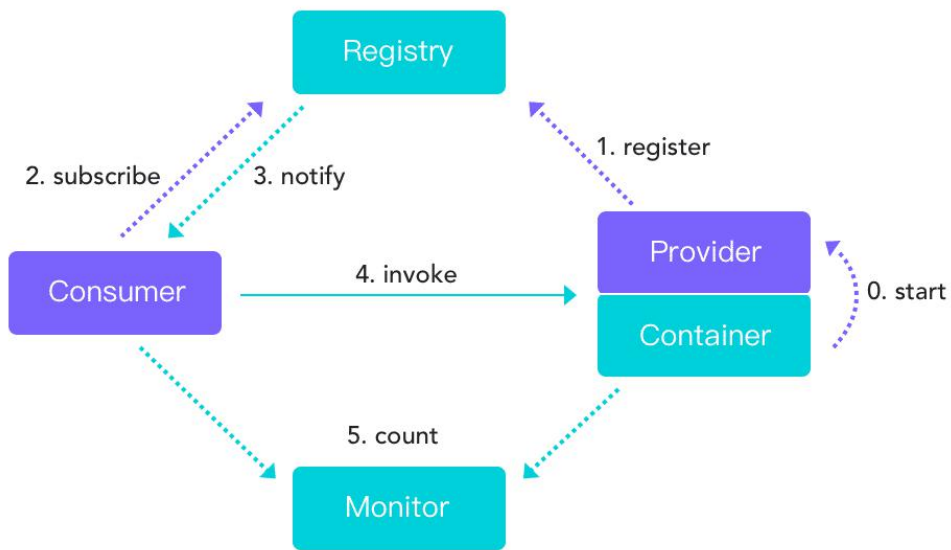 Registry
1. register
2. subscribe
3. notify
Provider
4. invoke
Consumer
0. start
Container
5. count
Monitor